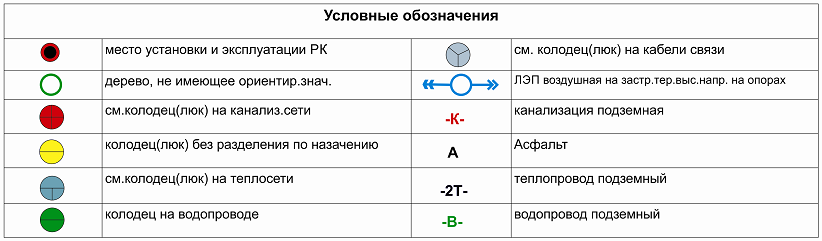 Условные обозначения
место установки и эксплуатации РК
см. колодец(люк) на кабели связи
дерево, не имеющее ориентир.знач.
ЛЭП воздушная на застр.тер.выс.напр. на опорах
см.колодец(люк) на канализ.сети
-К-
канализация подземная
колодец(люк) без разделения по назачению
А
Асфальт
см.колодец(люк) на теплосети
-2Т-
теплопровод подземный
колодец на водопроводе
-В-
водопровод подземный